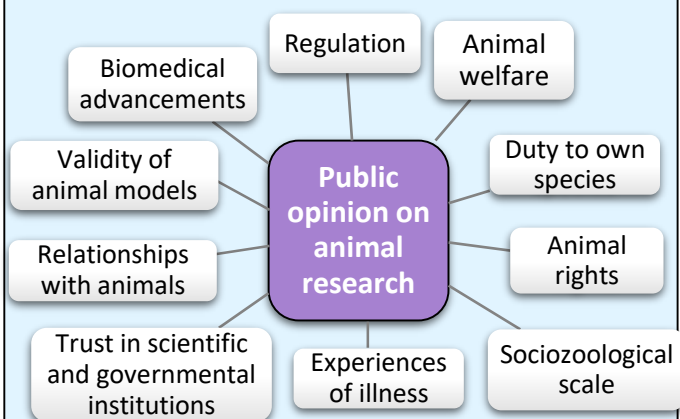 Regulation
Animal
welfare
Biomedical
advancements
Duty to own
species
Validity of
animal models
Public
opinion on
animal
research
Animal
rights
Relationships
with animals
Sociozoological
scale
Trust in scientific
and governmental
institutions
Experiences
of illness